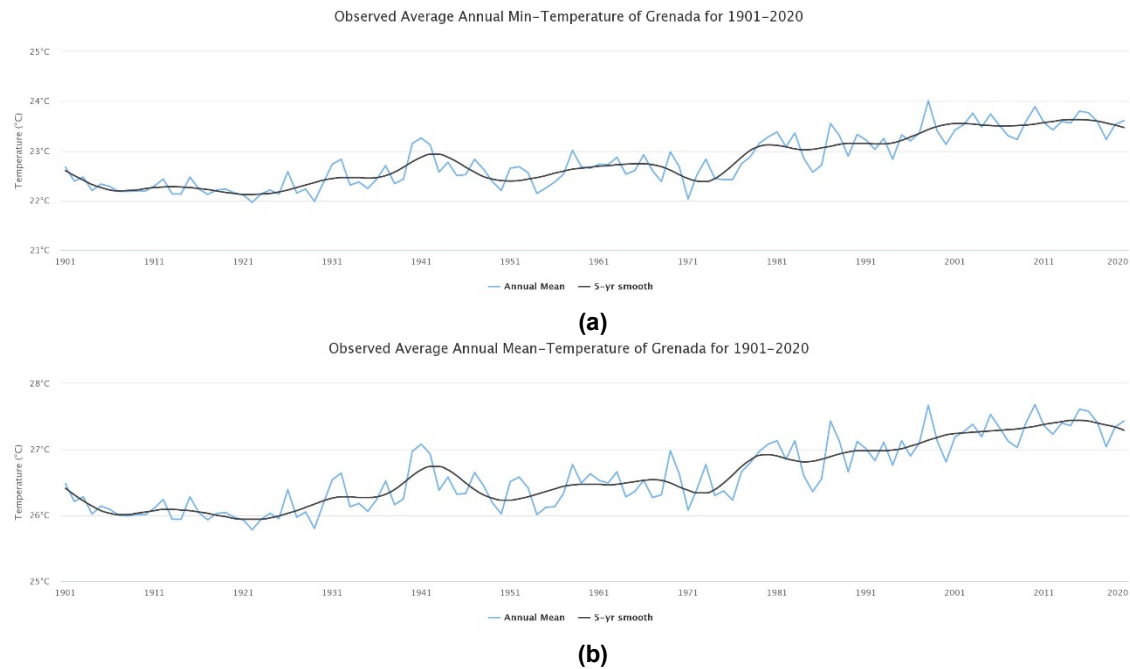 Observed Average Annual Min-Temperature of Grenada for 1901-2020
25°C
24°C
23°C
22°C
21°C
Temperature (°C)
1901 1911 1921 1931 1941 1951 1961 1971 1981 1991 2001 2011 2020
Annual Mean 5-yr smooth
(a)
Observed Average Annual Mean-Temperature of Grenada for 1901-2020
28°C
27°C
26°C
25°C
Temperature (°C)
1901 1911 1921 1931 1941 1951 1961 1971 1981 1991 2001 2011 2020
Annual Mean 5-yr smooth
(b)